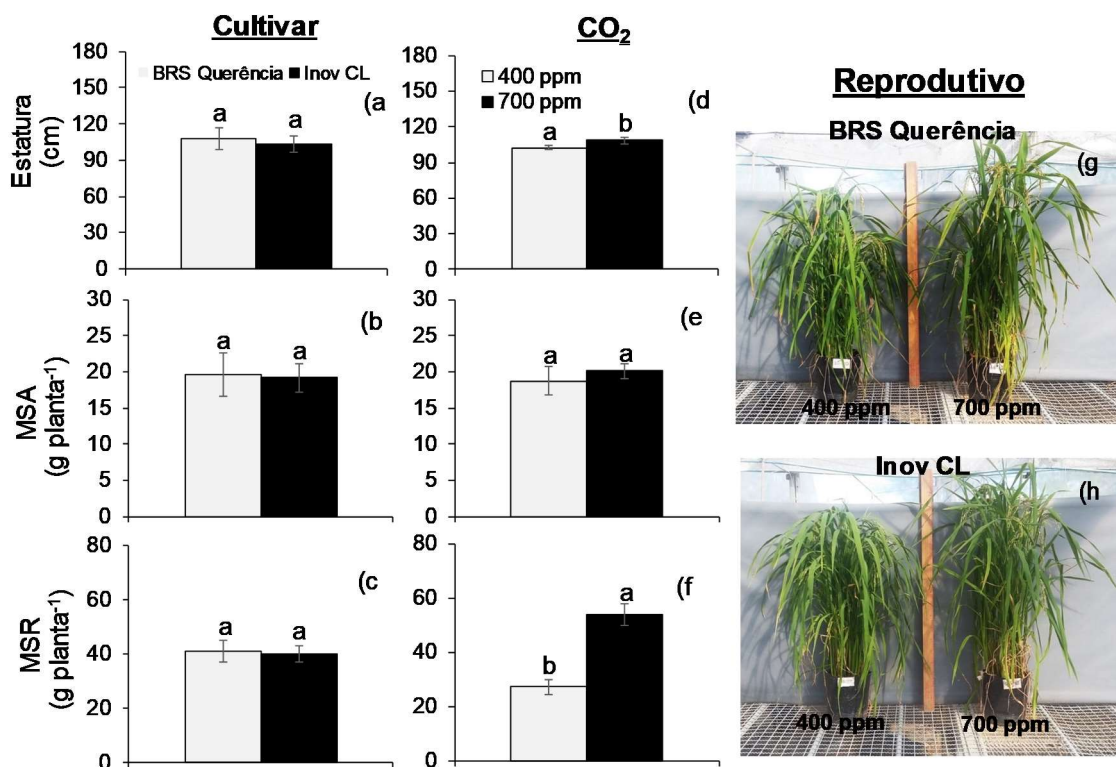 Cultivar
BRS Querência Inov CL
Estatura
(cm)
180
150
120
90
60
30
0
a a
(a
CO2
400 ppm
700 ppm
180
150
120
90
60
30
0
a b
(d
MSA
(g planta-1)
30
25
20
15
10
5
0
a a
(b
30
25
20
15
10
5
0
a a
(e
MSR
(g planta-1)
80
60
40
20
0
a a
(c
80
60
40
20
0
b a
(f
Reprodutivo
BRS Querência
(g
400 ppm 700 ppm
Inov CL
(h
400 ppm 700 ppm